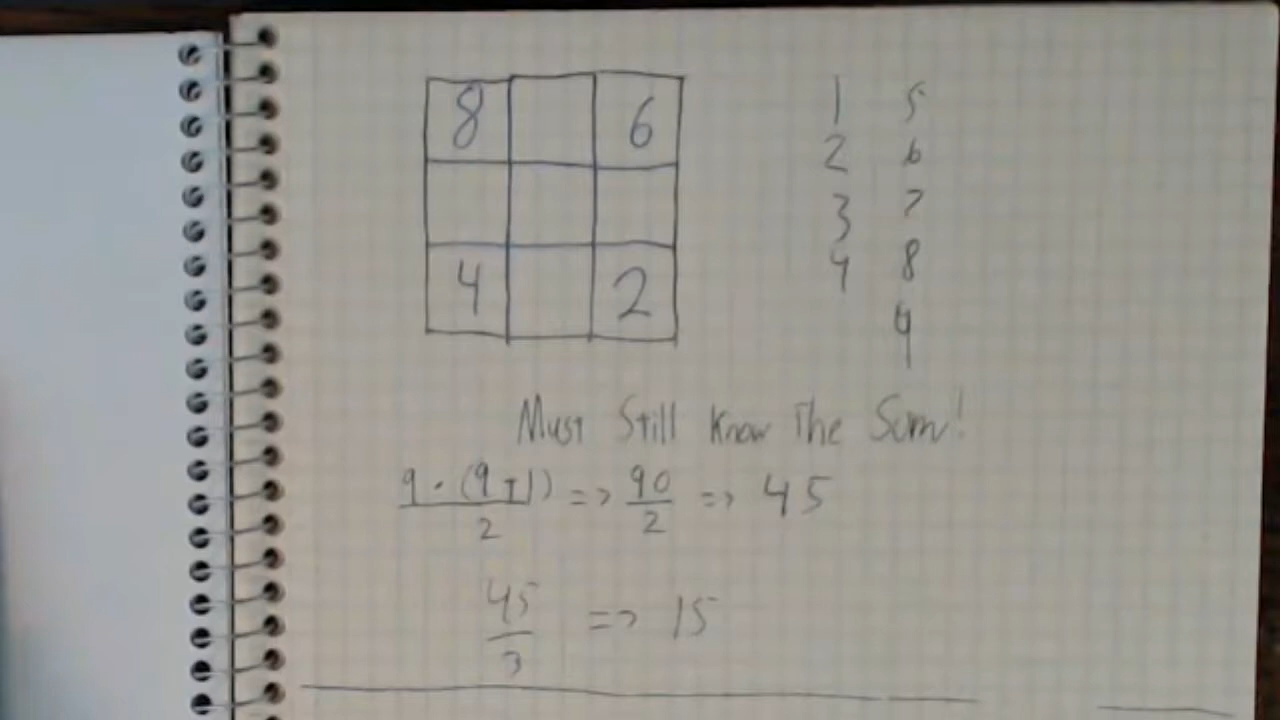 8 6
4 2
1 5
2 6
3 7
4 8
9
Must Still Know The Sum!
9 · (9+1) / 2 => 90 / 2 => 45
45 / 3 => 15